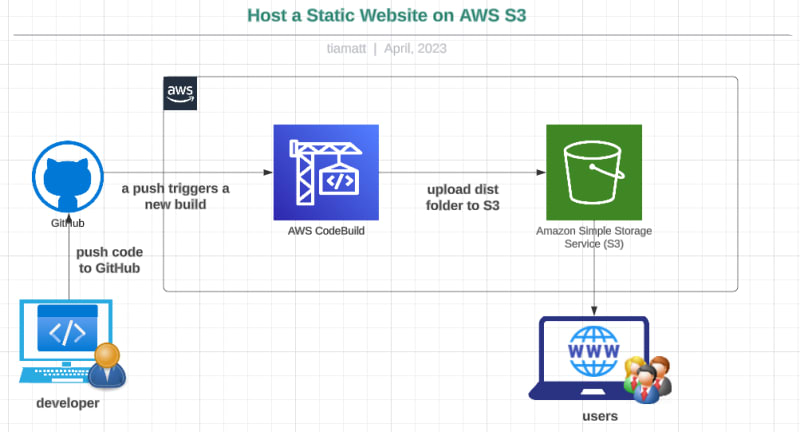 Host a Static Website on AWS S3
tiamatt | April, 2023
aws
GitHub
a push triggers a
new build
AWS CodeBuild
upload dist
folder to S3
Amazon Simple Storage
Service (S3)
push code
to GitHub
developer
WWW
users